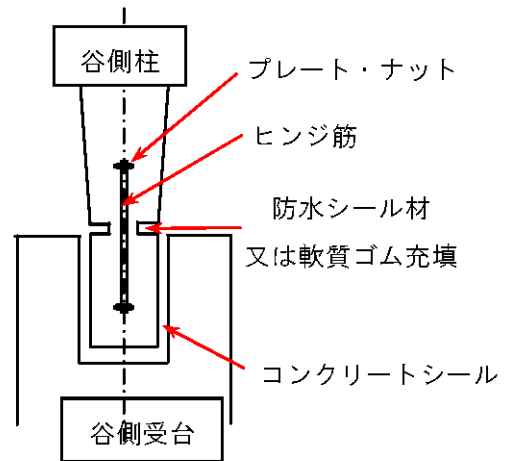 谷側柱
プレート・ナット
ヒンジ筋
防水シール材
又は軟質ゴム充填
コンクリートシール
谷側受台